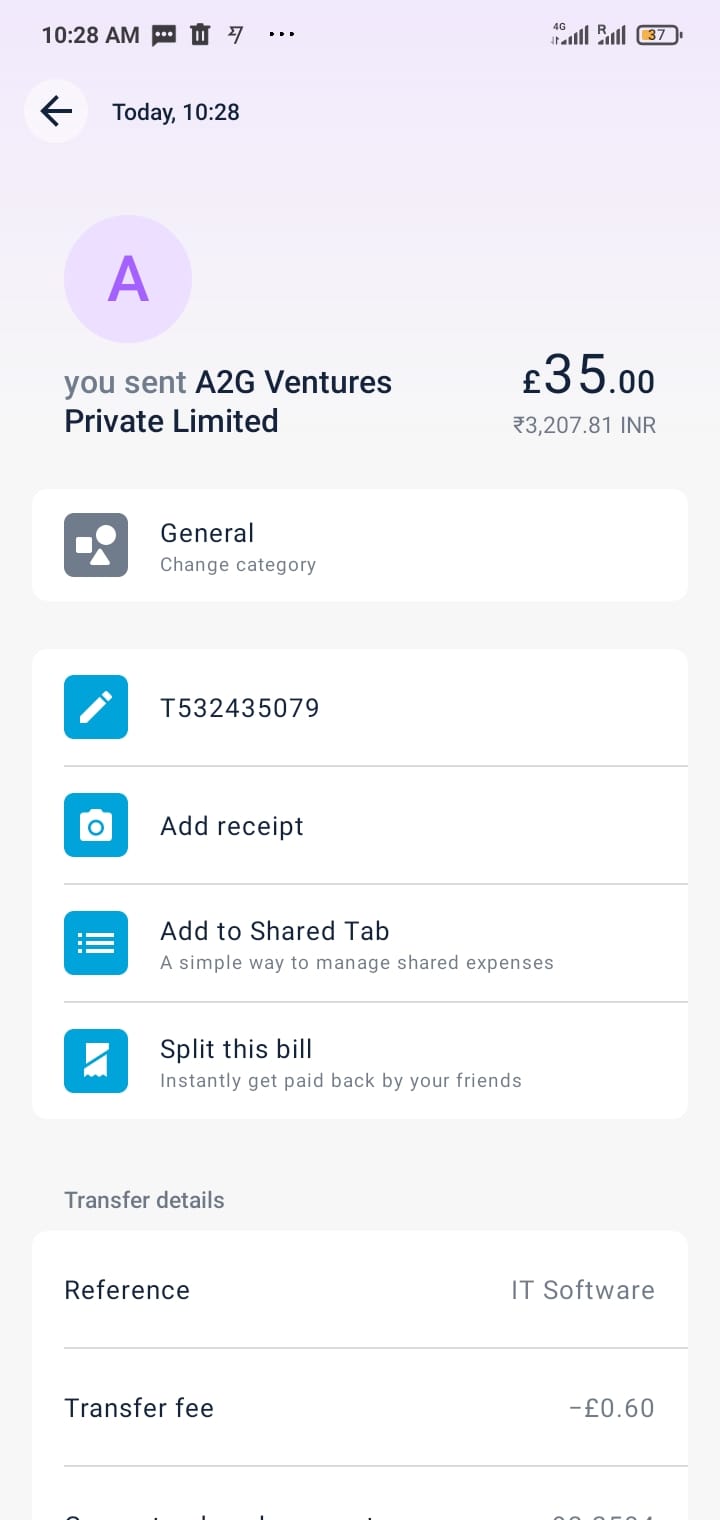 10:28 AM
4G R 37
Today, 10:28
A
you sent A2G Ventures
Private Limited
£35.00
₹3,207.81 INR
General
Change category
T532435079
Add receipt
Add to Shared Tab
A simple way to manage shared expenses
Split this bill
Instantly get paid back by your friends
Transfer details
Reference IT Software
Transfer fee -£0.60